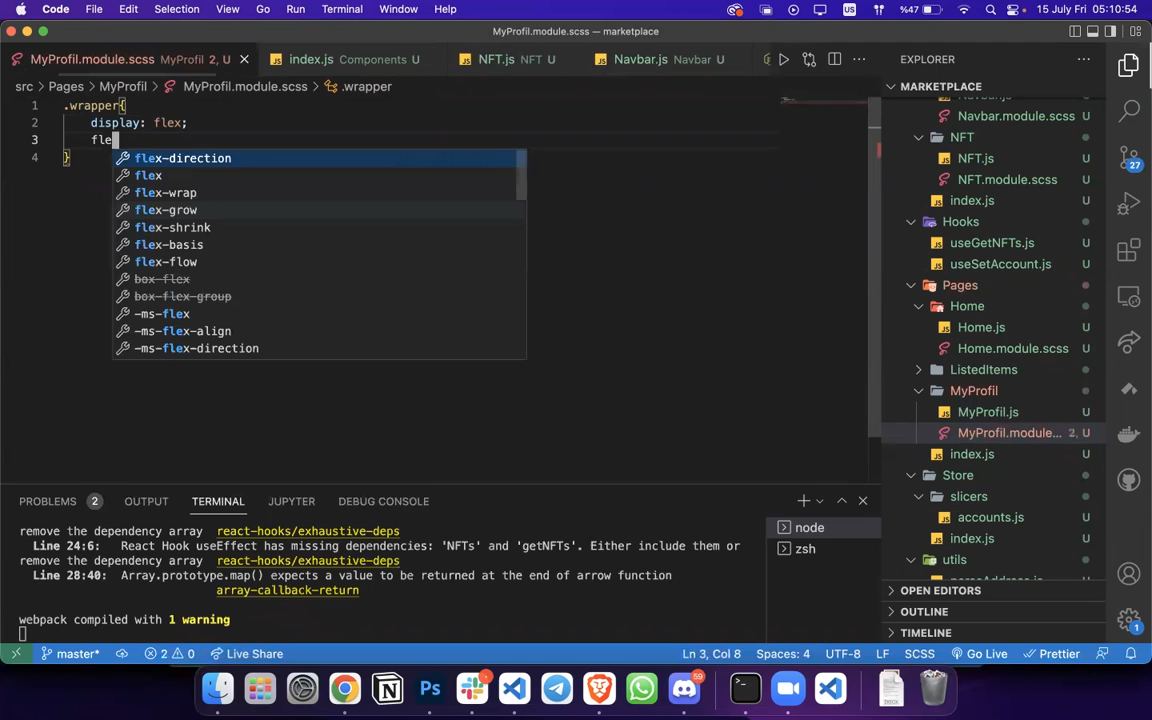 Code File Edit Selection View Go Run Terminal Window Help US %47 15 July Fri 05:10:54
MyProfil.module.scss — marketplace
MyProfil.module.scss MyProfil 2, U index.js Components U NFT.js NFT U Navbar.js Navbar U
EXPLORER
src > Pages > MyProfil > MyProfil.module.scss > .wrapper
MARKETPLACE
1 .wrapper{
2 display: flex;
3 fle
4 }
flex-direction
flex
flex-wrap
flex-grow
flex-shrink
flex-basis
flex-flow
box-flex
box-flex-group
-ms-flex
-ms-flex-align
-ms-flex-direction
Navbar.js U
Navbar.module.scss U
NFT
NFT.js U
NFT.module.scss U
index.js U
Hooks
useGetNFTs.js U
useSetAccount.js U
Pages
Home
Home.js U
Home.module.scss U
ListedItems
MyProfil
MyProfil.js U
MyProfil.module... 2, U
index.js U
Store
slicers
accounts.js U
index.js U
utils
parseAddress.js U
OPEN EDITORS
OUTLINE
TIMELINE
27
1
PROBLEMS 2 OUTPUT TERMINAL JUPYTER DEBUG CONSOLE
node
zsh
remove the dependency array react-hooks/exhaustive-deps
Line 24:6: React Hook useEffect has missing dependencies: 'NFTs' and 'getNFTs'. Either include them or
remove the dependency array react-hooks/exhaustive-deps
Line 28:40: Array.prototype.map() expects a value to be returned at the end of arrow function
array-callback-return
webpack compiled with 1 warning
master* 2 0 Live Share Ln 3, Col 8 Spaces: 4 UTF-8 LF SCSS Go Live Prettier
59